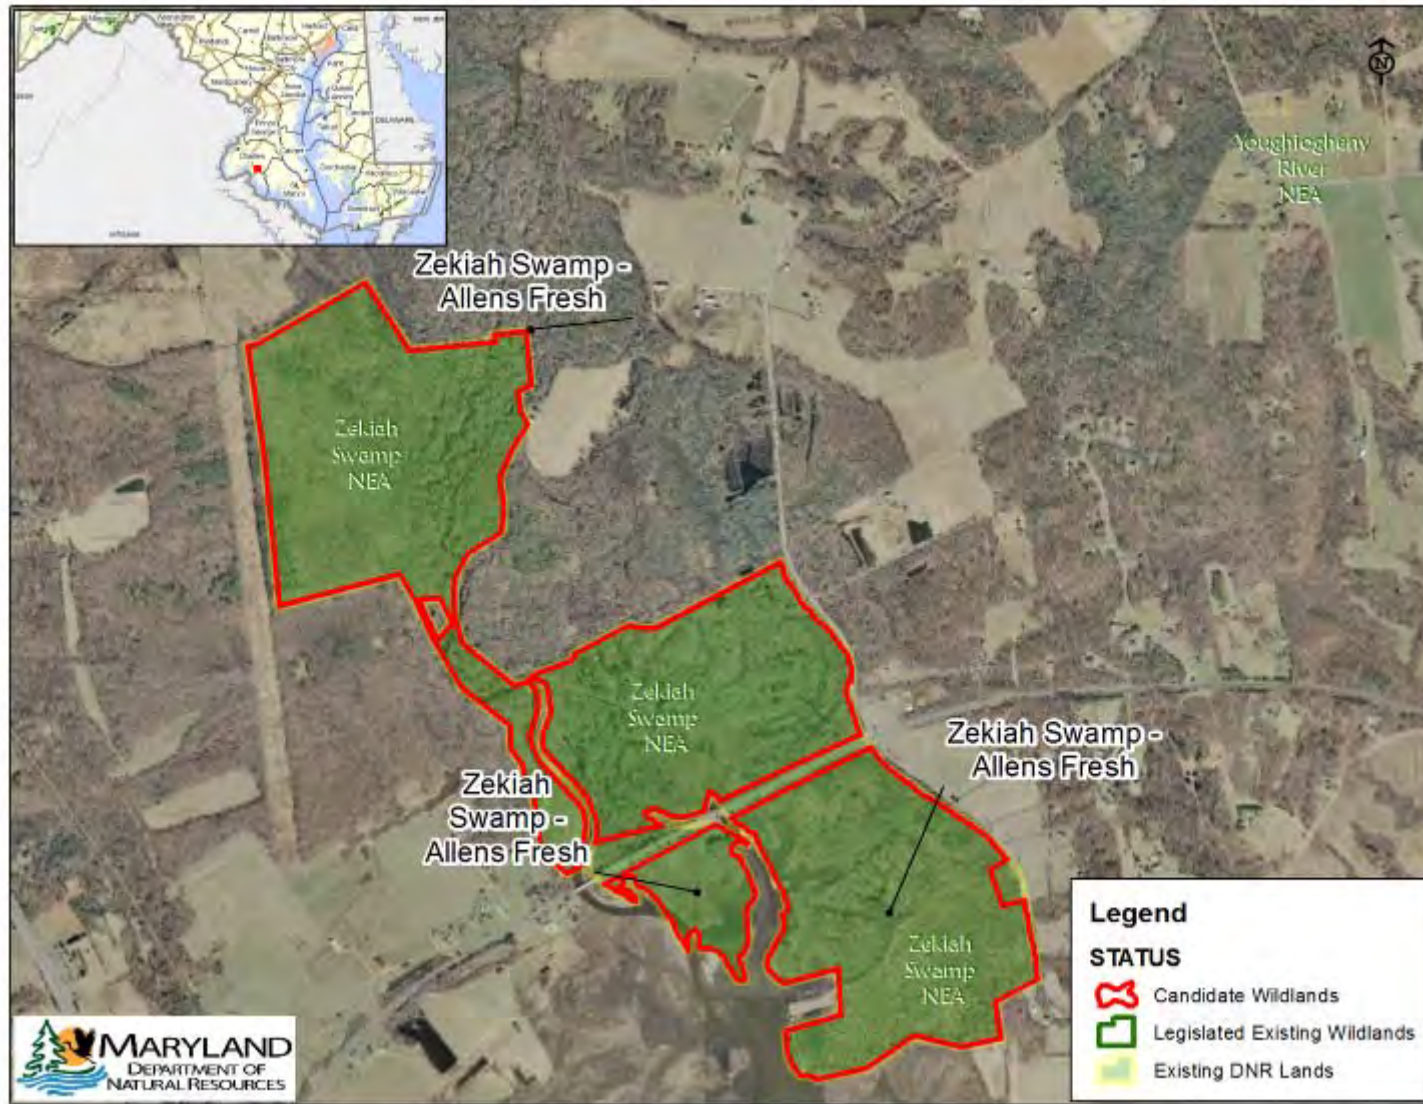 Charles
DELAWARE
N
Youghiogheny
River
NEA
Zekiah Swamp -
Allens Fresh
Zekiah
Swamp
NEA
Zekiah
Swamp
NEA
Zekiah Swamp -
Allens Fresh
Zekiah
Swamp -
Allens Fresh
Zekiah
Swamp
NEA
Legend
STATUS
Candidate Wildlands
Legislated Existing Wildlands
Existing DNR Lands
MARYLAND
DEPARTMENT OF
NATURAL RESOURCES